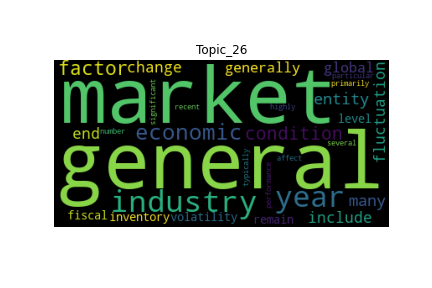 Topic_26
factor change generally global
particular
primarily
market
significant
recent
highly
entity
fluctuation
end number economic condition level
general
several
typically
affect
performance
industry year many
fiscal inventory volatility remain include